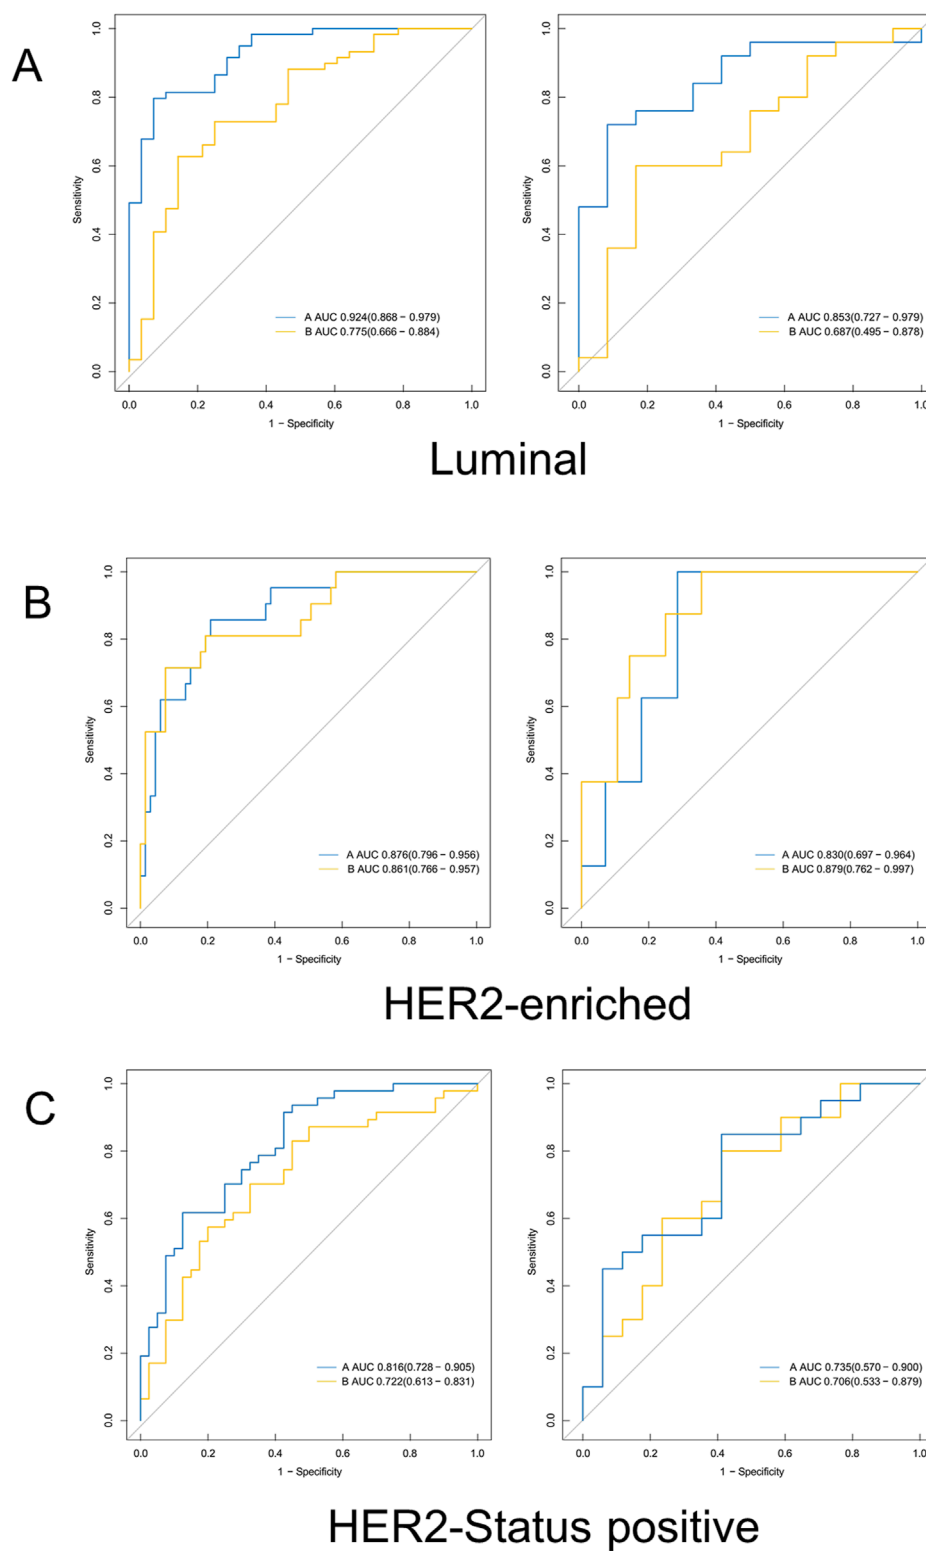 A
Sensitivity
0.0 0.2 0.4 0.6 0.8 1.0
A AUC 0.924(0.868 − 0.979)
B AUC 0.775(0.666 − 0.884)
0.0 0.2 0.4 0.6 0.8 1.0
1 − Specificity
Sensitivity
0.0 0.2 0.4 0.6 0.8 1.0
A AUC 0.853(0.727 − 0.979)
B AUC 0.687(0.495 − 0.878)
0.0 0.2 0.4 0.6 0.8 1.0
1 − Specificity
Luminal
B
Sensitivity
0.0 0.2 0.4 0.6 0.8 1.0
A AUC 0.876(0.796 − 0.956)
B AUC 0.861(0.766 − 0.957)
0.0 0.2 0.4 0.6 0.8 1.0
1 − Specificity
Sensitivity
0.0 0.2 0.4 0.6 0.8 1.0
A AUC 0.830(0.697 − 0.964)
B AUC 0.879(0.762 − 0.997)
0.0 0.2 0.4 0.6 0.8 1.0
1 − Specificity
HER2-enriched
C
Sensitivity
0.0 0.2 0.4 0.6 0.8 1.0
A AUC 0.816(0.728 − 0.905)
B AUC 0.722(0.613 − 0.831)
0.0 0.2 0.4 0.6 0.8 1.0
1 − Specificity
Sensitivity
0.0 0.2 0.4 0.6 0.8 1.0
A AUC 0.735(0.570 − 0.900)
B AUC 0.706(0.533 − 0.879)
0.0 0.2 0.4 0.6 0.8 1.0
1 − Specificity
HER2-Status positive